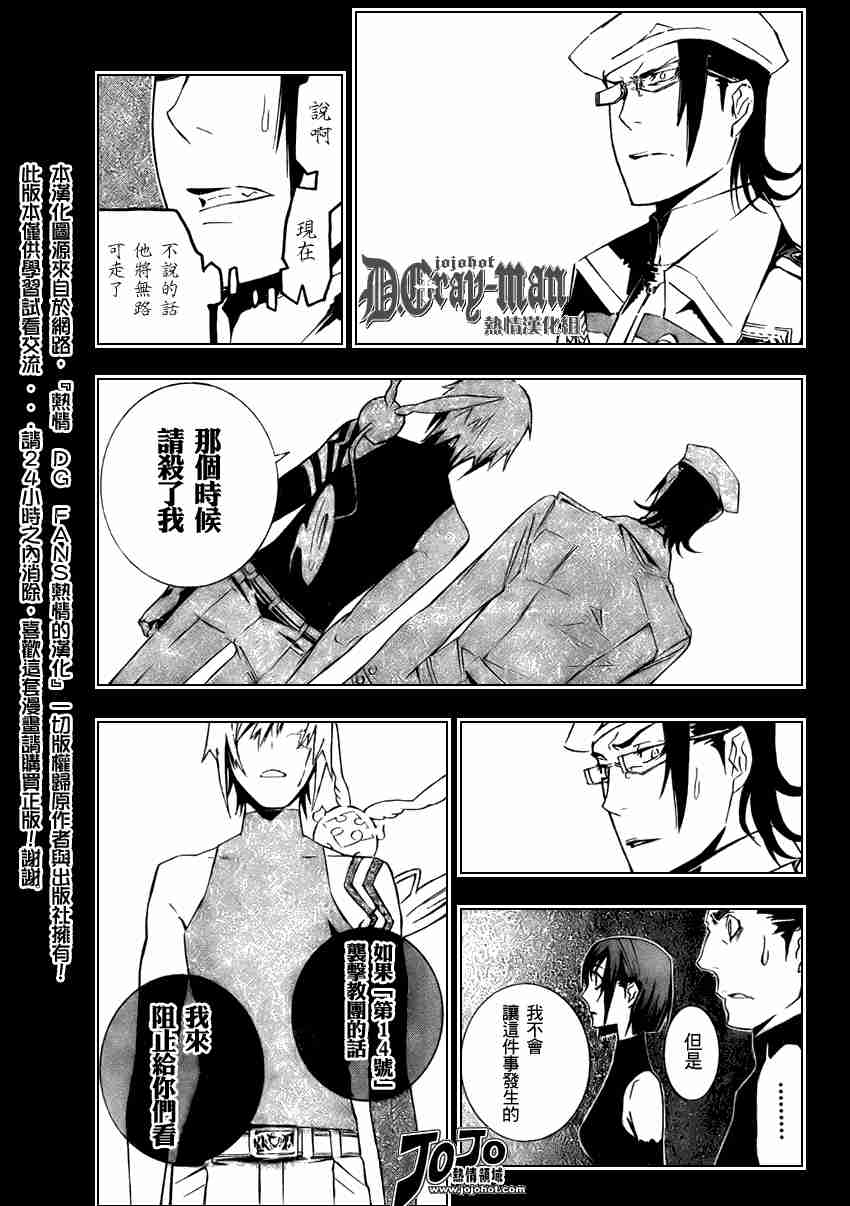 jojohot
D.Gray-man
熱情漢化組
說啊
現在
不說的話
他將無路
可走了
那個時候
請殺了我
………
但是
我不會
讓這件事發生的
如果「第14號」
襲擊教團的話
我來
阻止給你們看
本漢化圖源來自於網路，『熱情 DG FANS熱情的漢化』一切版權歸原作者與出版社擁有！
此版本僅供學習試看交流...請24小時之內消除，喜歡這套漫畫請購買正版！謝謝
JOJO
熱情領域
www.jojohot.com